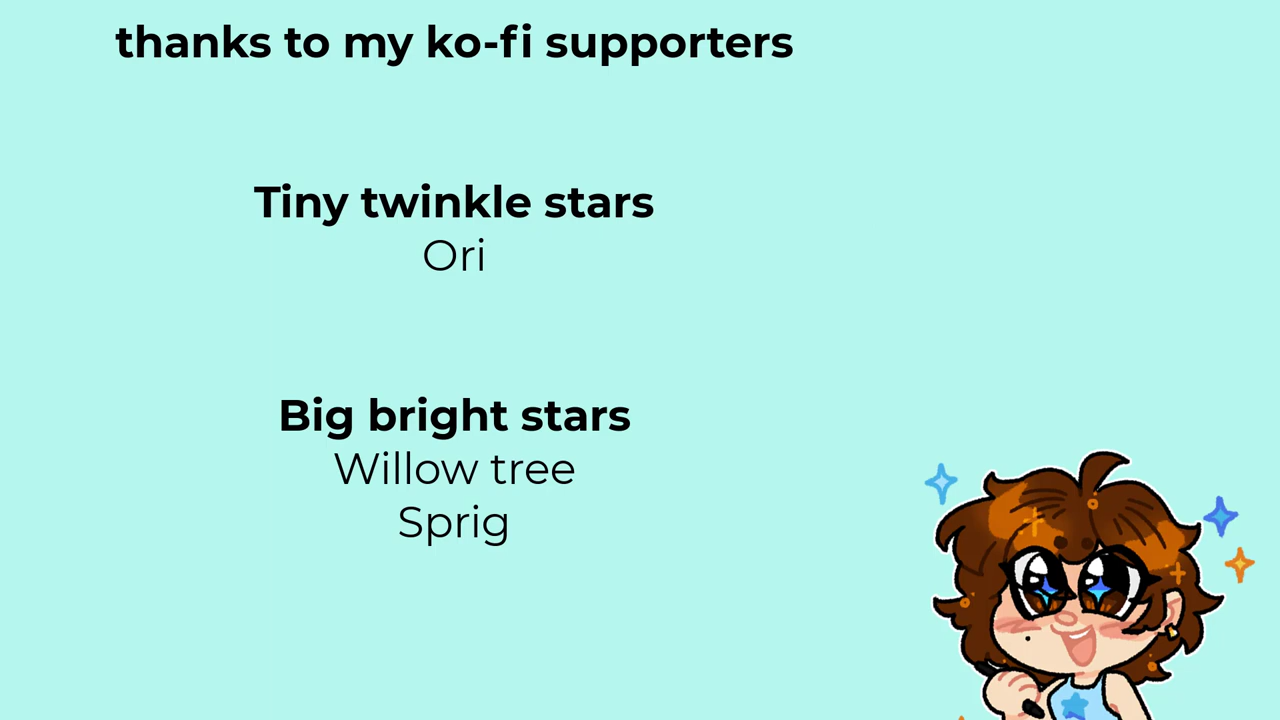 thanks to my ko-fi supporters
Tiny twinkle stars
Ori
Big bright stars
Willow tree
Sprig